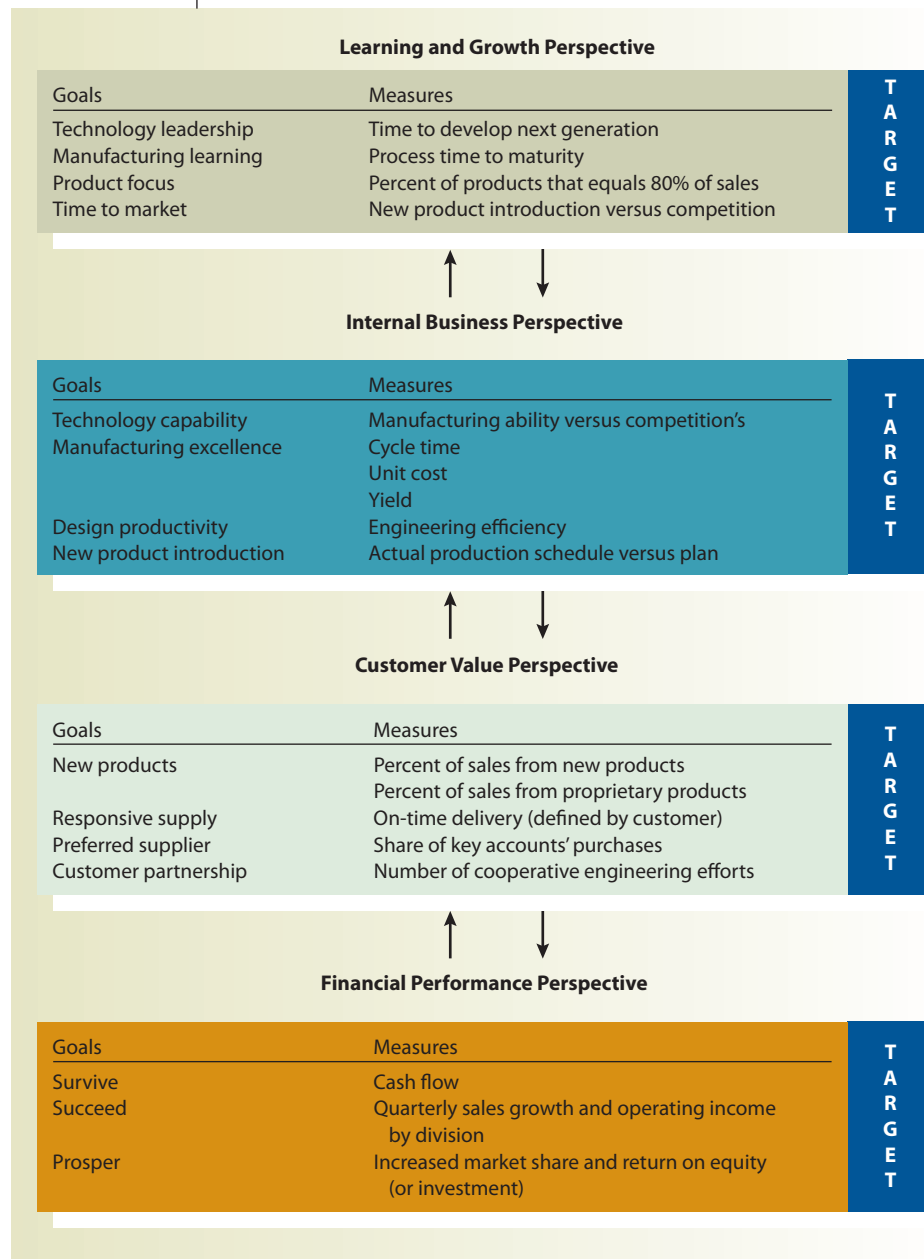 Learning and Growth Perspective
Goals Measures
Technology leadership Time to develop next generation
Manufacturing learning Process time to maturity
Product focus Percent of products that equals 80% of sales
Time to market New product introduction versus competition
TARGET
Internal Business Perspective
Goals Measures
Technology capability Manufacturing ability versus competition's
Manufacturing excellence Cycle time
Unit cost
Yield
Design productivity Engineering efficiency
New product introduction Actual production schedule versus plan
TARGET
Customer Value Perspective
Goals Measures
New products Percent of sales from new products
Percent of sales from proprietary products
Responsive supply On-time delivery (defined by customer)
Preferred supplier Share of key accounts' purchases
Customer partnership Number of cooperative engineering efforts
TARGET
Financial Performance Perspective
Goals Measures
Survive Cash flow
Succeed Quarterly sales growth and operating income
by division
Prosper Increased market share and return on equity
(or investment)
TARGET